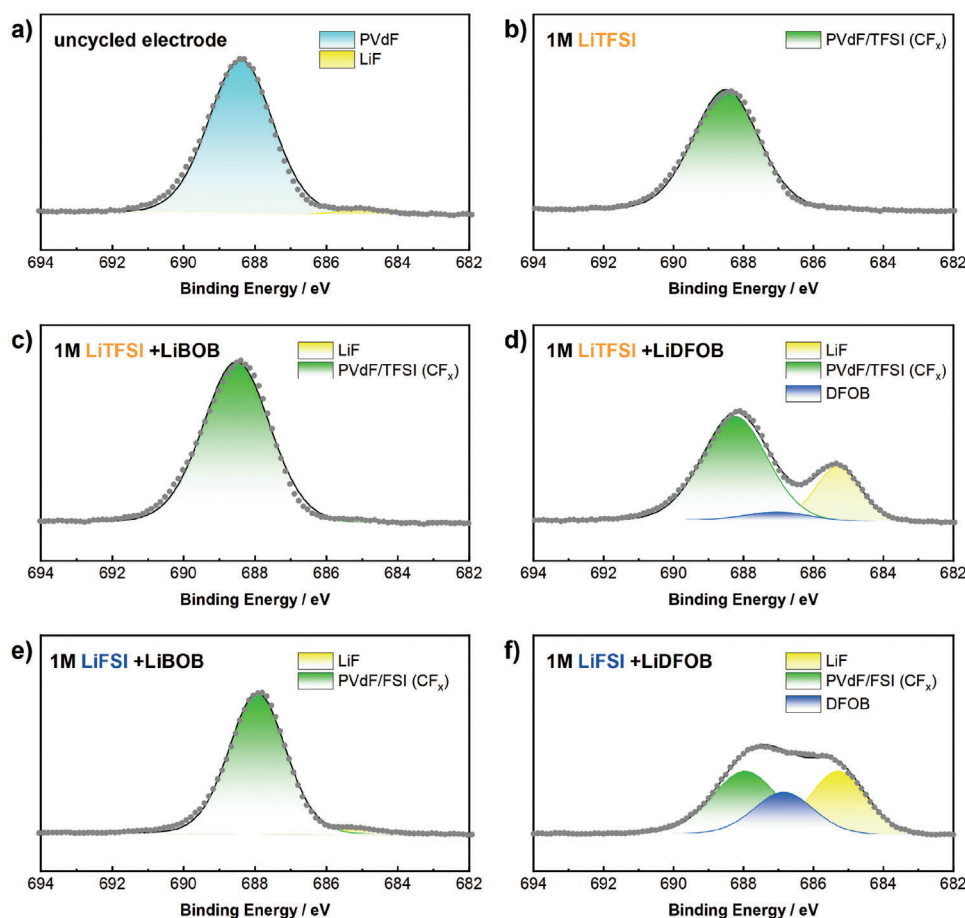 a)
uncycled electrode
PVdF
LiF
694 692 690 688 686 684 682
Binding Energy / eV
b)
1M LiTFSI
PVdF/TFSI (CFx)
694 692 690 688 686 684 682
Binding Energy / eV
c)
1M LiTFSI +LiBOB
LiF
PVdF/TFSI (CFx)
694 692 690 688 686 684 682
Binding Energy / eV
d)
1M LiTFSI +LiDFOB
LiF
PVdF/TFSI (CFx)
DFOB
694 692 690 688 686 684 682
Binding Energy / eV
e)
1M LiFSI +LiBOB
LiF
PVdF/FSI (CFx)
694 692 690 688 686 684 682
Binding Energy / eV
f)
1M LiFSI +LiDFOB
LiF
PVdF/FSI (CFx)
DFOB
694 692 690 688 686 684 682
Binding Energy / eV